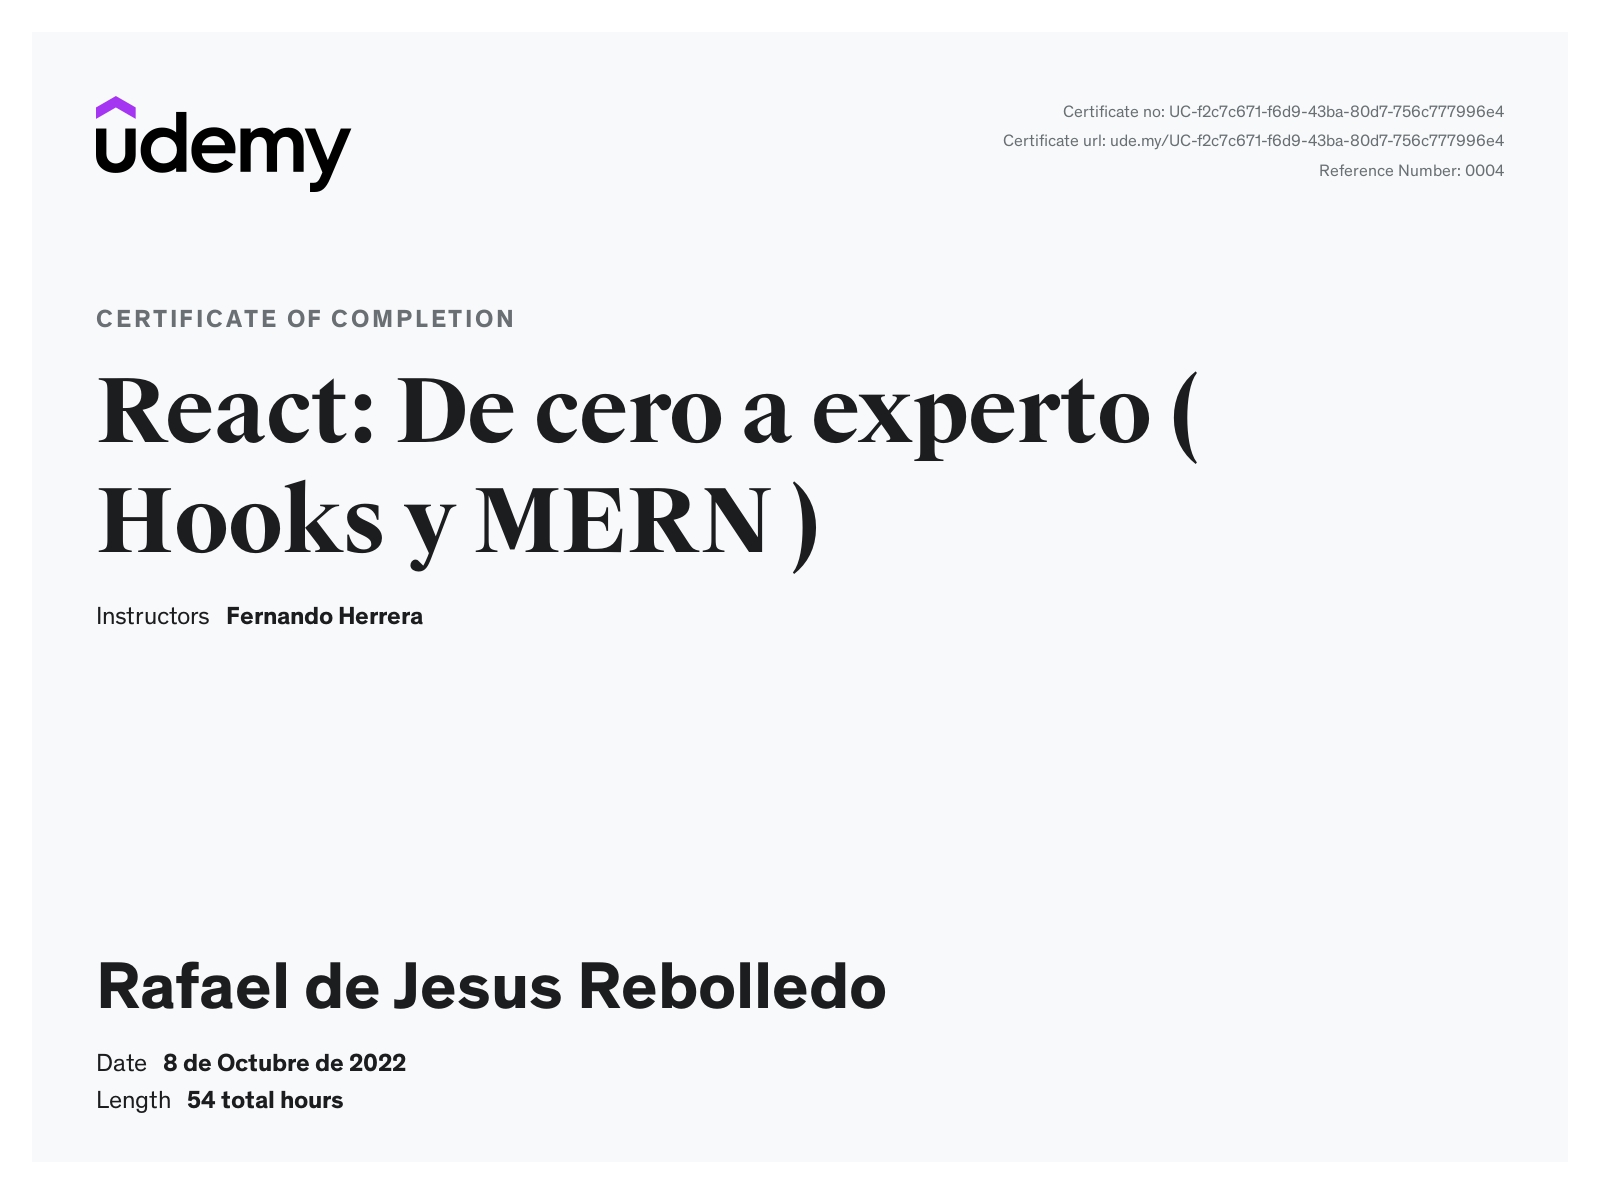 udemy
Certificate no: UC-f2c7c671-f6d9-43ba-80d7-756c777996e4
Certificate url: ude.my/UC-f2c7c671-f6d9-43ba-80d7-756c777996e4
Reference Number: 0004
CERTIFICATE OF COMPLETION
React: De cero a experto (
Hooks y MERN )
Instructors Fernando Herrera
Rafael de Jesus Rebolledo
Date 8 de Octubre de 2022
Length 54 total hours